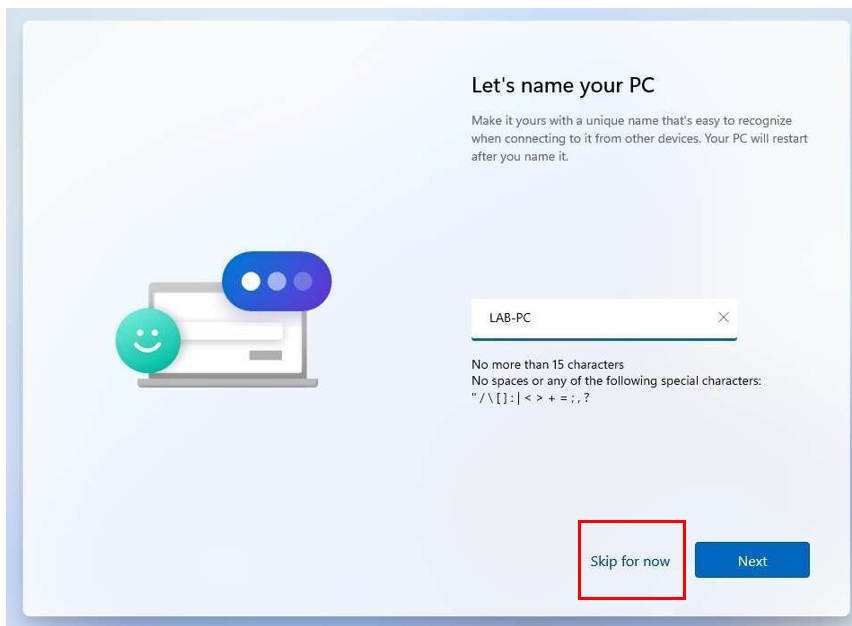 Let's name your PC
Make it yours with a unique name that's easy to recognize
when connecting to it from other devices. Your PC will restart
after you name it.
LAB-PC
No more than 15 characters
No spaces or any of the following special characters:
" / \ [ ] : | < > + = ; , ?
Skip for now
Next